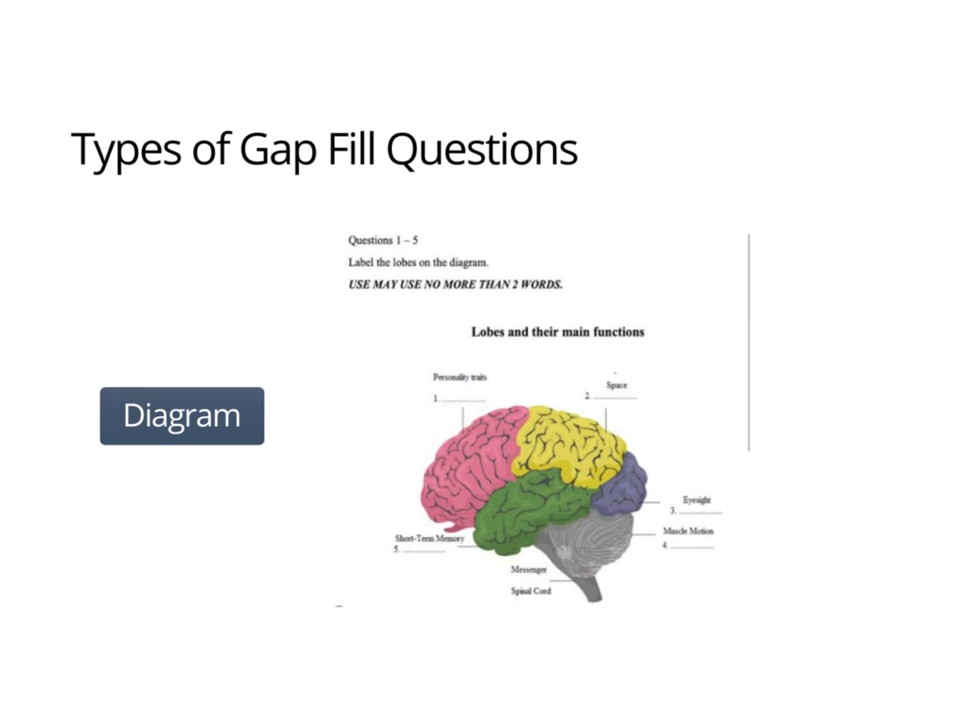 Types of Gap Fill Questions
Questions 1 – 5
Label the lobes on the diagram.
USE MAY USE NO MORE THAN 2 WORDS.
Lobes and their main functions
Personality traits
1. ................
Space
2. ................
Diagram
Eyesight
3. ................
Muscle Motion
4. ................
Short-Term Memory
5. ................
Messenger
Spinal Cord